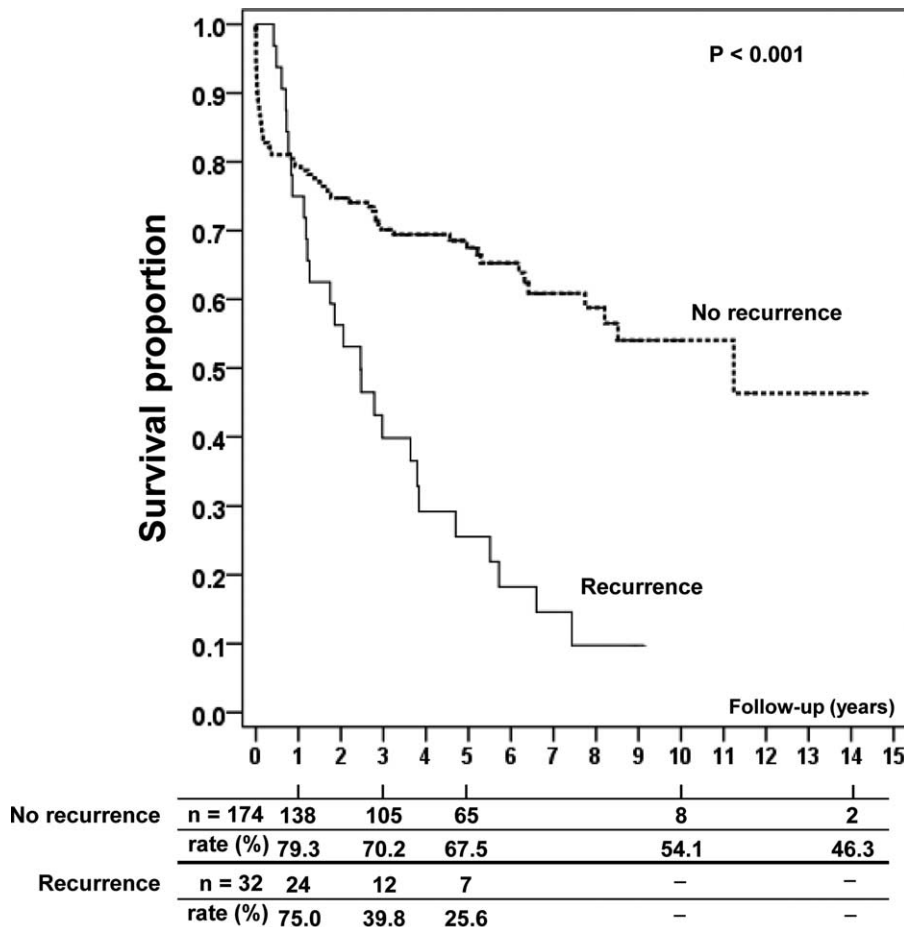 1.0
P < 0.001
0.9
0.8
0.7
0.6
No recurrence
0.5
0.4
0.3
0.2
Recurrence
0.1
Follow-up (years)
0.0
Survival proportion
0 1 2 3 4 5 6 7 8 9 10 11 12 13 14 15
No recurrence n = 174 138 105 65 8 2
rate (%) 79.3 70.2 67.5 54.1 46.3
Recurrence n = 32 24 12 7 – –
rate (%) 75.0 39.8 25.6 – –